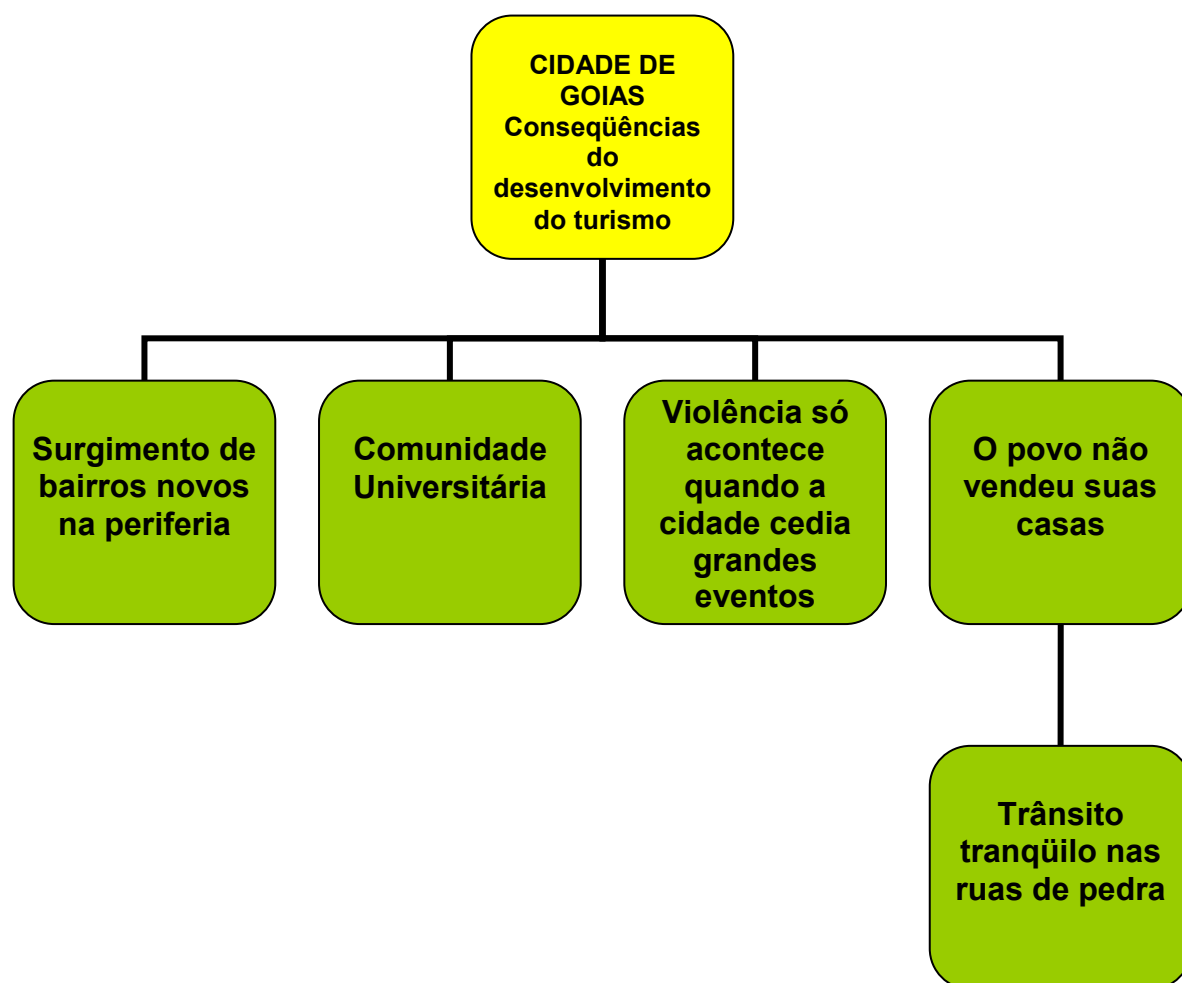 CIDADE DE
GOIAS
Conseqüências
do
desenvolvimento
do turismo
Surgimento de
bairros novos
na periferia
Comunidade
Universitária
Violência só
acontece
quando a
cidade cedia
grandes
eventos
O povo não
vendeu suas
casas
Trânsito
tranqüilo nas
ruas de pedra